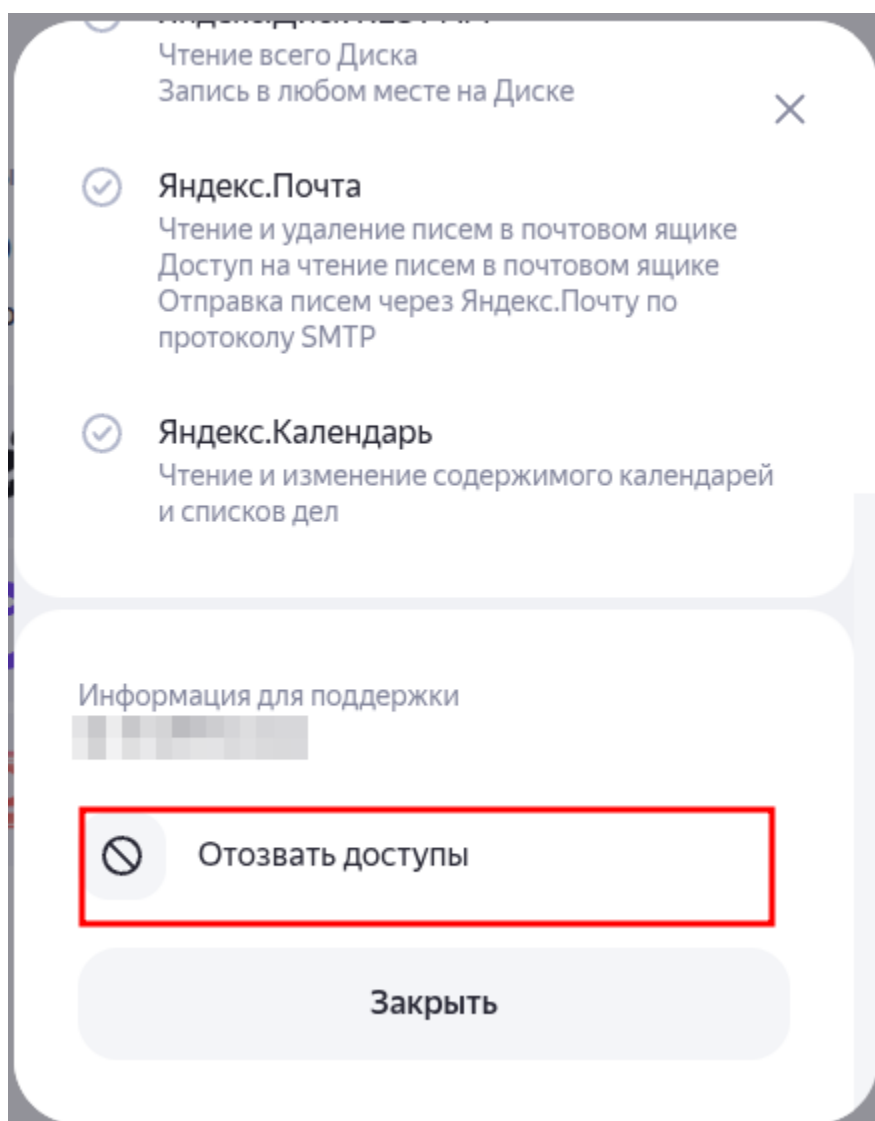 Чтение всего Диска
Запись в любом месте на Диске
Яндекс.Почта
Чтение и удаление писем в почтовом ящике
Доступ на чтение писем в почтовом ящике
Отправка писем через Яндекс.Почту по
протоколу SMTP
Яндекс.Календарь
Чтение и изменение содержимого календарей
и списков дел
Информация для поддержки
Отозвать доступы
Закрыть